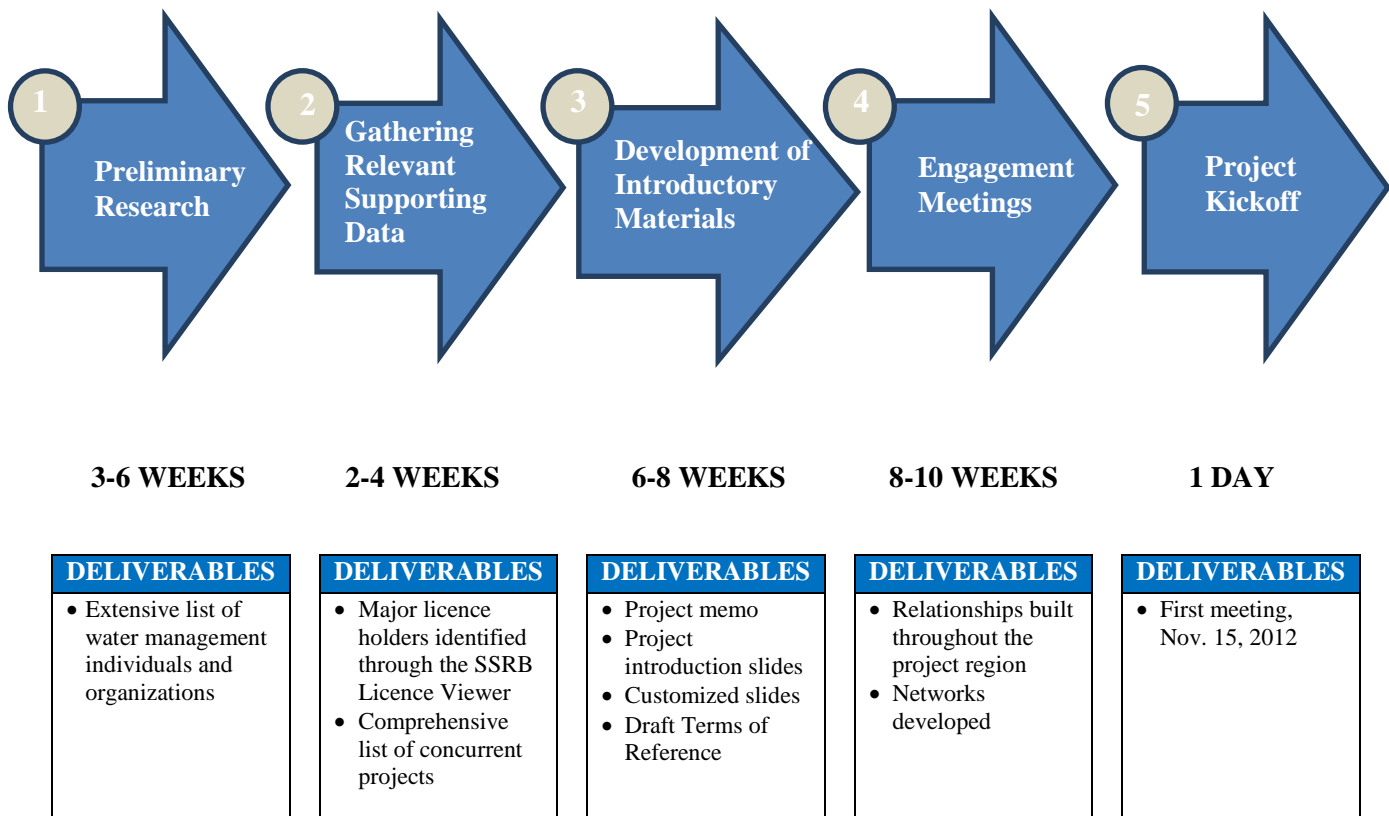 1
Preliminary
Research
2
Gathering
Relevant
Supporting
Data
3
Development of
Introductory
Materials
4
Engagement
Meetings
5
Project
Kickoff
3-6 WEEKS
2-4 WEEKS
6-8 WEEKS
8-10 WEEKS
1 DAY
DELIVERABLES
• Extensive list of
water management
individuals and
organizations
DELIVERABLES
• Major licence
holders identified
through the SSRB
Licence Viewer
• Comprehensive
list of concurrent
projects
DELIVERABLES
• Project memo
• Project
introduction slides
• Customized slides
• Draft Terms of
Reference
DELIVERABLES
• Relationships built
throughout the
project region
• Networks
developed
DELIVERABLES
• First meeting,
Nov. 15, 2012